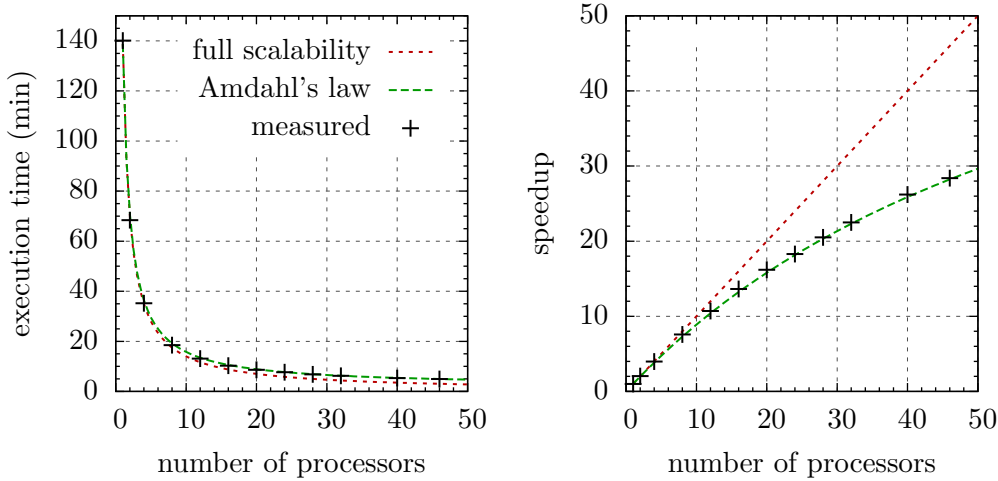 execution time (min)
140
120
100
80
60
40
20
0
full scalability
Amdahl's law
measured
0 10 20 30 40 50
number of processors
speedup
50
40
30
20
10
0
0 10 20 30 40 50
number of processors